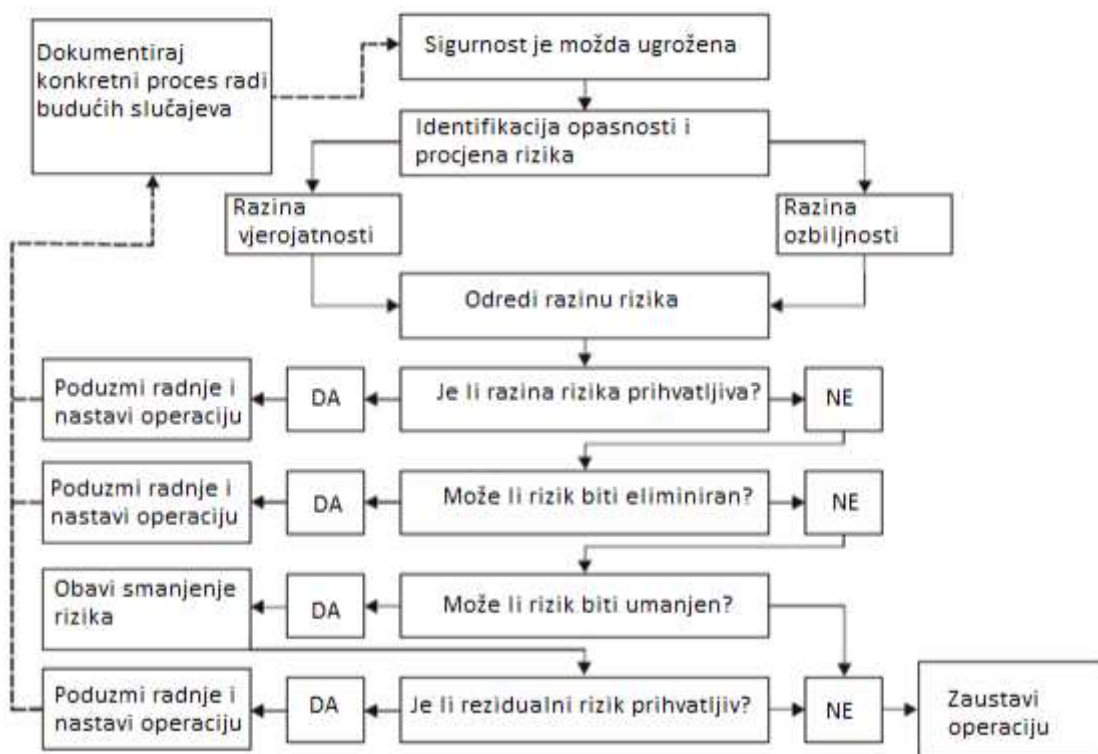 Dokumentiraj
konkretni proces radi
budućih slučajeva
Sigurnost je možda ugrožena
Identifikacija opasnosti i
procjena rizika
Razina
vjerojatnosti
Razina
ozbiljnosti
Odredi razinu rizika
Poduzmi radnje i
nastavi operaciju
DA
Je li razina rizika prihvatljiva?
NE
Poduzmi radnje i
nastavi operaciju
DA
Može li rizik biti eliminiran?
NE
Obavi smanjenje
rizika
DA
Može li rizik biti umanjen?
Poduzmi radnje i
nastavi operaciju
DA
Je li rezidualni rizik prihvatljiv?
NE
Zaustavi
operaciju